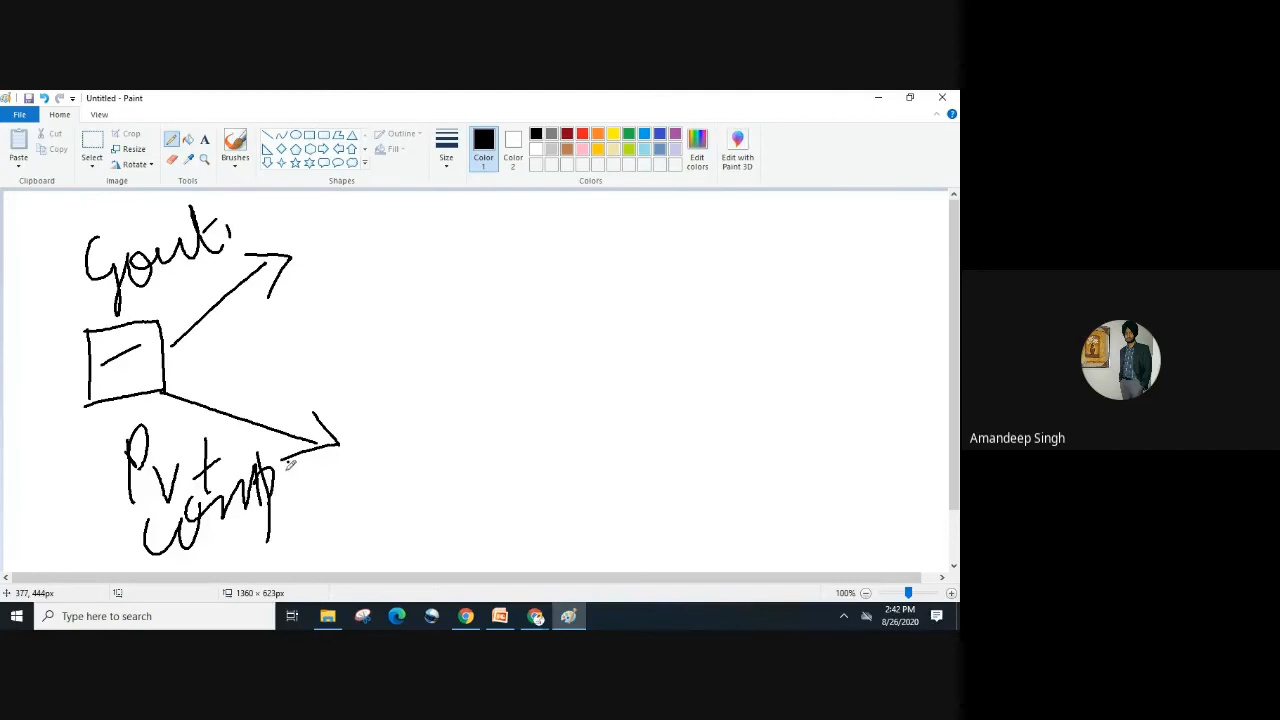 Untitled - Paint
File
Home
View
Paste
Cut
Copy
Clipboard
Select
Crop
Resize
Rotate
Image
Tools
Brushes
Outline
Fill
Shapes
Size
Color
1
Color
2
Edit
colors
Edit with
Paint 3D
Colors
Govt.
Pvt
comp
Amandeep Singh
377, 444px
1360 × 623px
100%
Type here to search
2:42 PM
8/26/2020